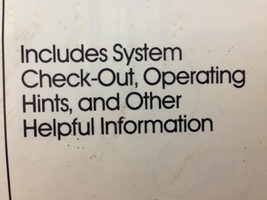 Includes System
Check-Out, Operating
Hints, and Other
Helpful Information